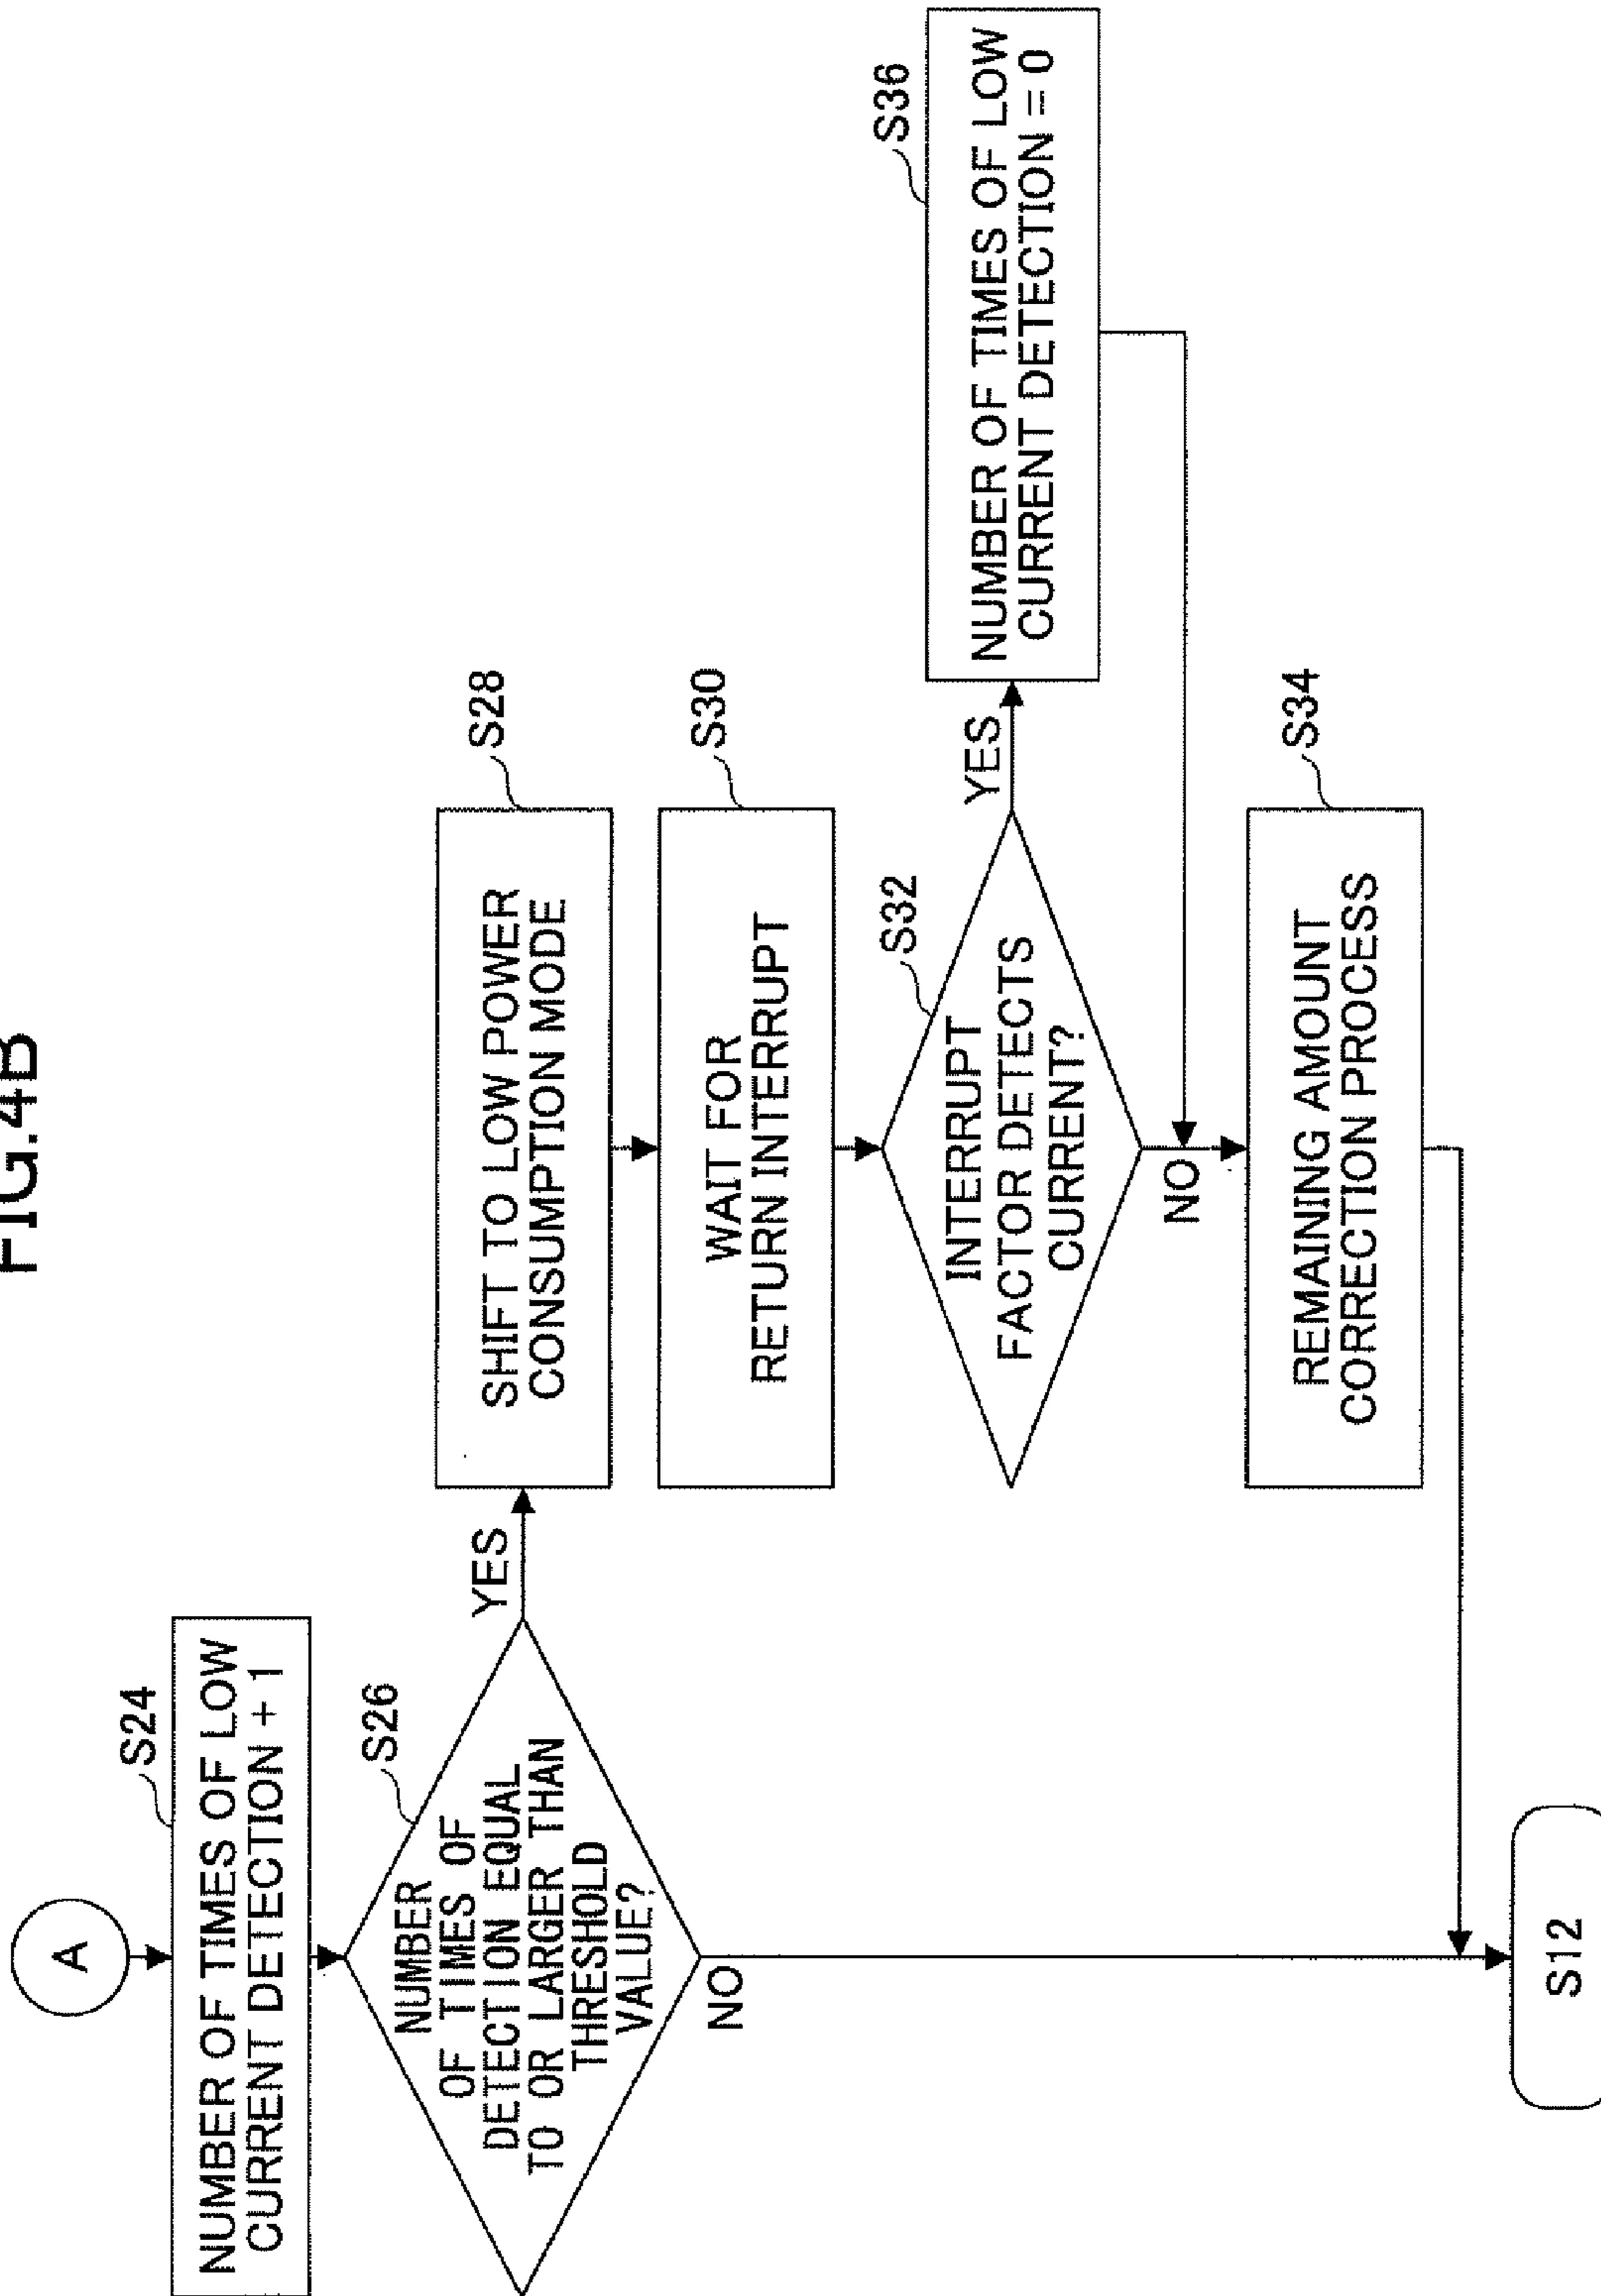 FIG.4B
A
S24
NUMBER OF TIMES OF LOW
CURRENT DETECTION + 1
S26
NUMBER
OF TIMES OF
DETECTION EQUAL
TO OR LARGER THAN
THRESHOLD
VALUE?
YES
NO
S28
SHIFT TO LOW POWER
CONSUMPTION MODE
S30
WAIT FOR
RETURN INTERRUPT
S32
INTERRUPT
FACTOR DETECTS
CURRENT?
YES
NO
S36
NUMBER OF TIMES OF LOW
CURRENT DETECTION = 0
S34
REMAINING AMOUNT
CORRECTION PROCESS
S12